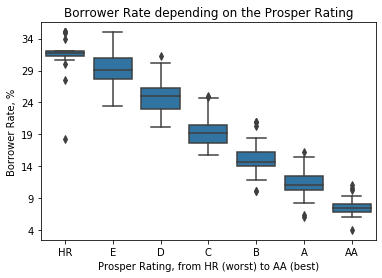 Borrower Rate depending on the Prosper Rating
Borrower Rate, %
34
29
24
19
14
9
4
HR E D C B A AA
Prosper Rating, from HR (worst) to AA (best)